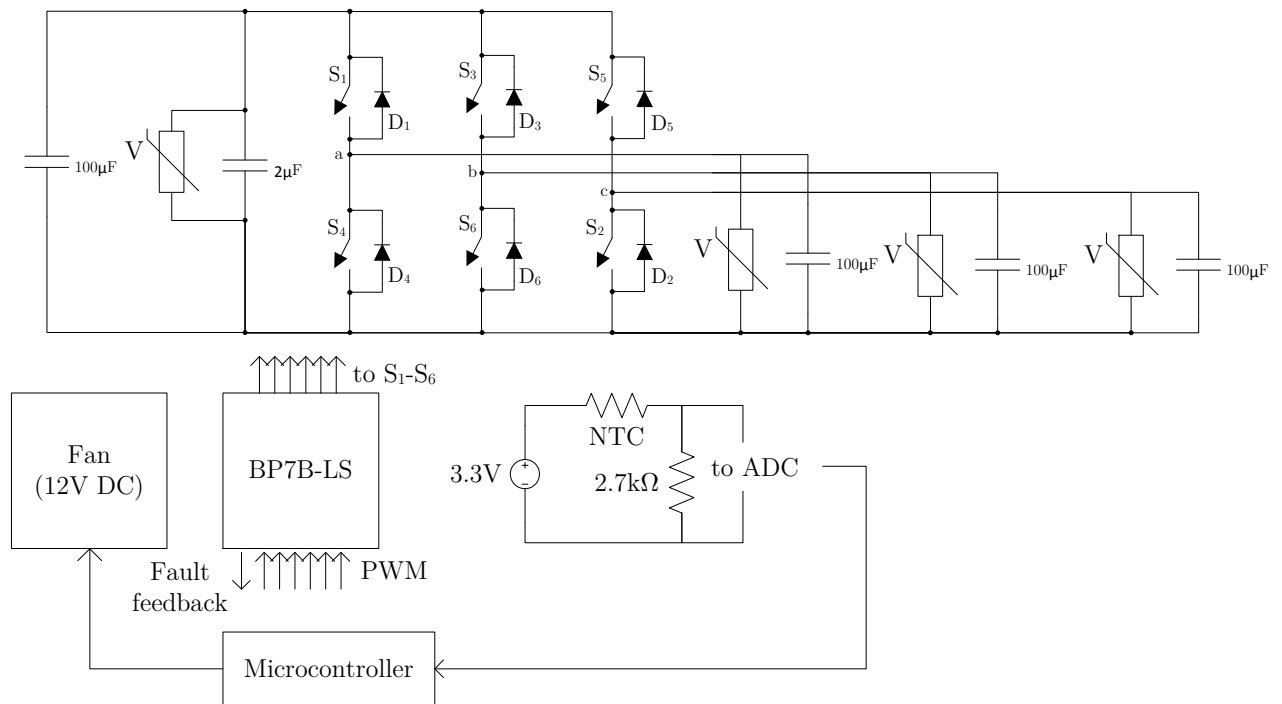 S₁
D₁
S₃
D₃
S₅
D₅
V
100µF
2µF
a
b
c
S₄
D₄
S₆
D₆
S₂
D₂
V
100µF
V
100µF
V
100µF
to S₁-S₆
Fan
(12V DC)
BP7B-LS
Fault
feedback
PWM
3.3V
+
−
NTC
2.7kΩ
to ADC
Microcontroller